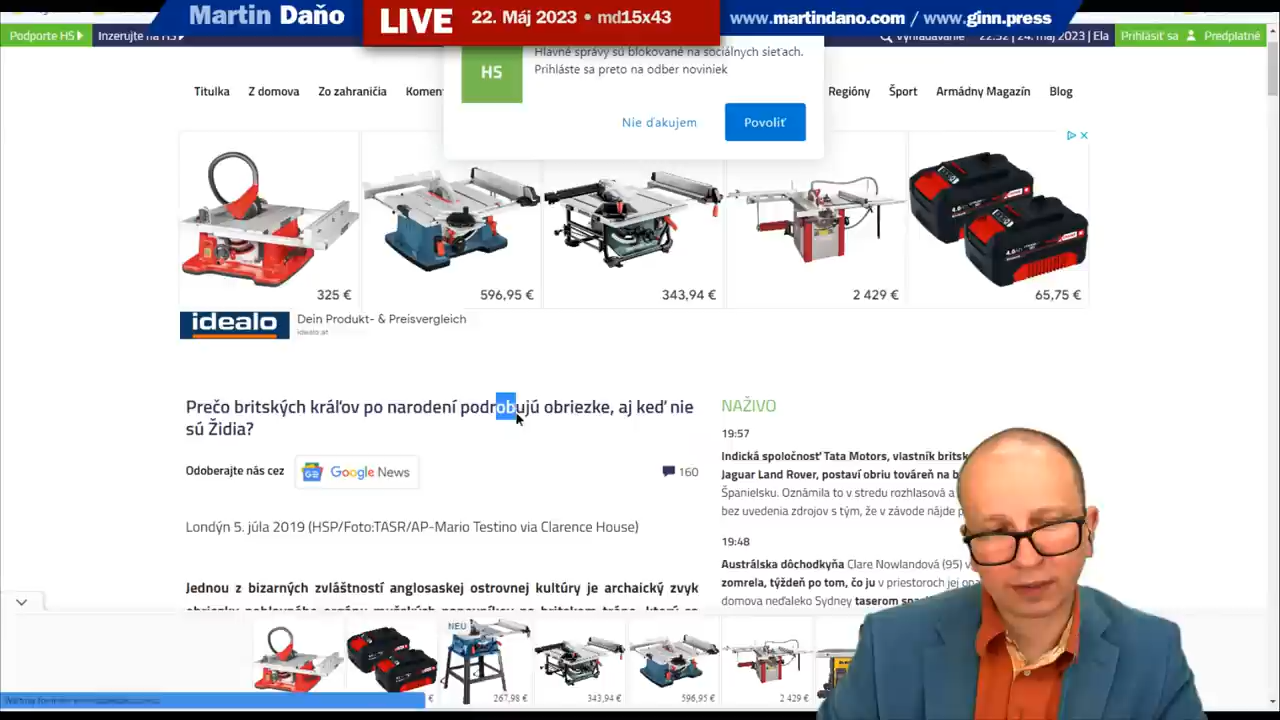 Martin Daňo
LIVE
22. Máj 2023 • md15x43
www.martindano.com / www.ginn.press
Podporte HS
Inzerujte na HS
Vyhľadávanie
22:52 | 24. máj 2023 | Ela
Prihlásiť sa
Predplatné
HS
Hlavné správy sú blokované na sociálnych sieťach.
Prihláste sa preto na odber noviniek
Nie ďakujem
Povoliť
Titulka
Z domova
Zo zahraničia
Komen
Regióny
Šport
Armádny Magazín
Blog
325 €
596,95 €
343,94 €
2 429 €
65,75 €
idealo
Dein Produkt- & Preisvergleich
idealo.at
Prečo britských kráľov po narodení podrobujú obriezke, aj keď nie
sú Židia?
Odoberajte nás cez
Google News
160
Londýn 5. júla 2019 (HSP/Foto:TASR/AP-Mario Testino via Clarence House)
Jednou z bizarných zvláštností anglosaskej ostrovnej kultúry je archaický zvyk
NAŽIVO
19:57
Indická spoločnosť Tata Motors, vlastník britsk
Jaguar Land Rover, postaví obriu továreň na b
Španielsku. Oznámila to v stredu rozhlasová a
bez uvedenia zdrojov s tým, že v závode nájde p
19:48
Austrálska dôchodkyňa Clare Nowlandová (95) v
zomrela, týždeň po tom, čo ju v priestoroch jej opa
domova neďaleko Sydney taserom
NEU
€
267,98 €
343,94 €
596,95 €
2 429 €